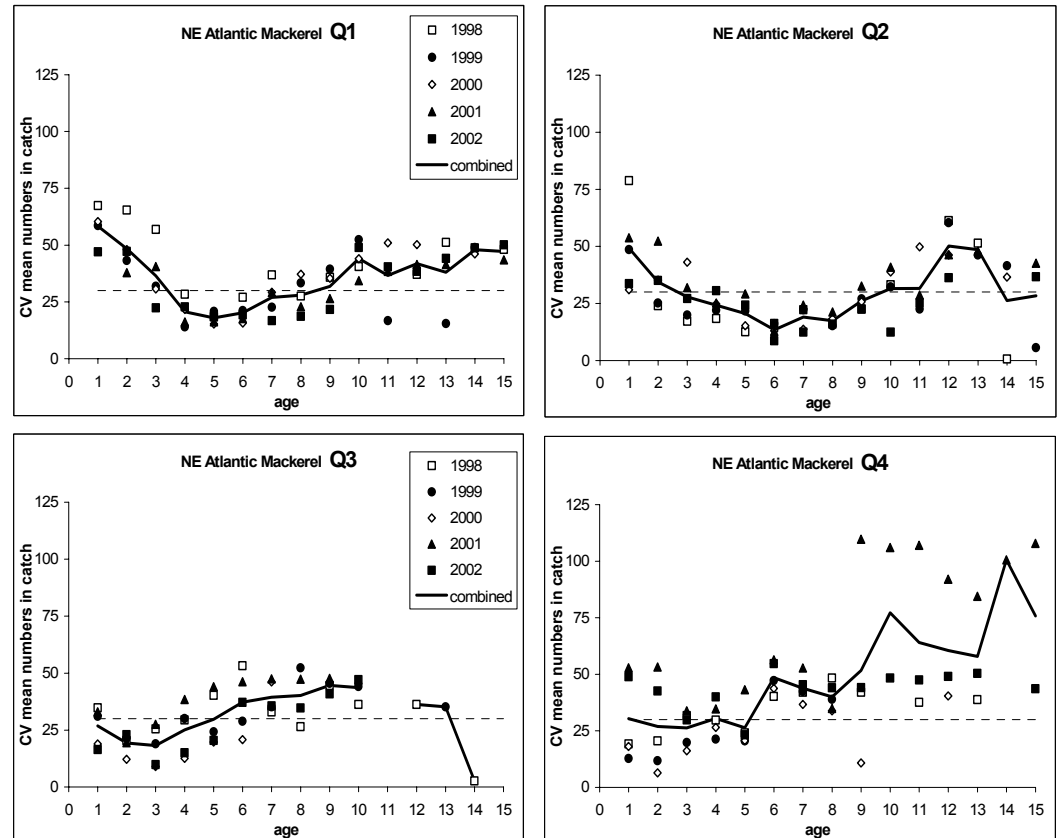 NE Atlantic Mackerel Q1
1998
1999
2000
2001
2002
combined
CV mean numbers in catch
125
100
75
50
25
0
0 1 2 3 4 5 6 7 8 9 10 11 12 13 14 15
age
NE Atlantic Mackerel Q2
CV mean numbers in catch
125
100
75
50
25
0
0 1 2 3 4 5 6 7 8 9 10 11 12 13 14 15
age
NE Atlantic Mackerel Q3
1998
1999
2000
2001
2002
combined
CV mean numbers in catch
125
100
75
50
25
0
0 1 2 3 4 5 6 7 8 9 10 11 12 13 14 15
age
NE Atlantic Mackerel Q4
CV mean numbers in catch
125
100
75
50
25
0
0 1 2 3 4 5 6 7 8 9 10 11 12 13 14 15
age